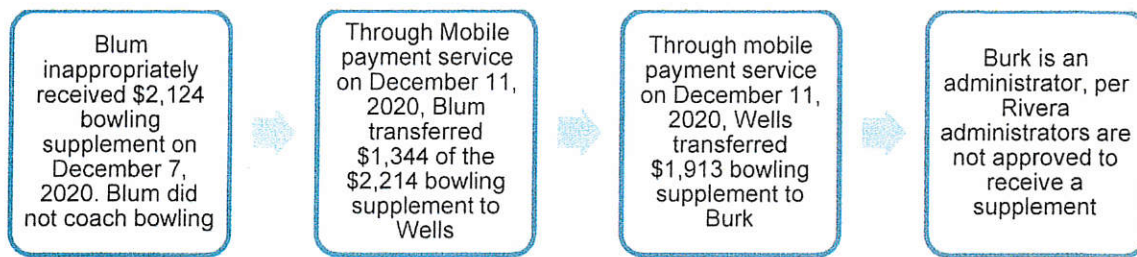 Blum
inappropriately
received $2,124
bowling
supplement on
December 7,
2020. Blum did
not coach bowling
Through Mobile
payment service
on December 11,
2020, Blum
transferred
$1,344 of the
$2,214 bowling
supplement to
Wells
Through mobile
payment service
on December 11,
2020, Wells
transferred
$1,913 bowling
supplement to
Burk
Burk is an
administrator, per
Rivera
administrators are
not approved to
receive a
supplement